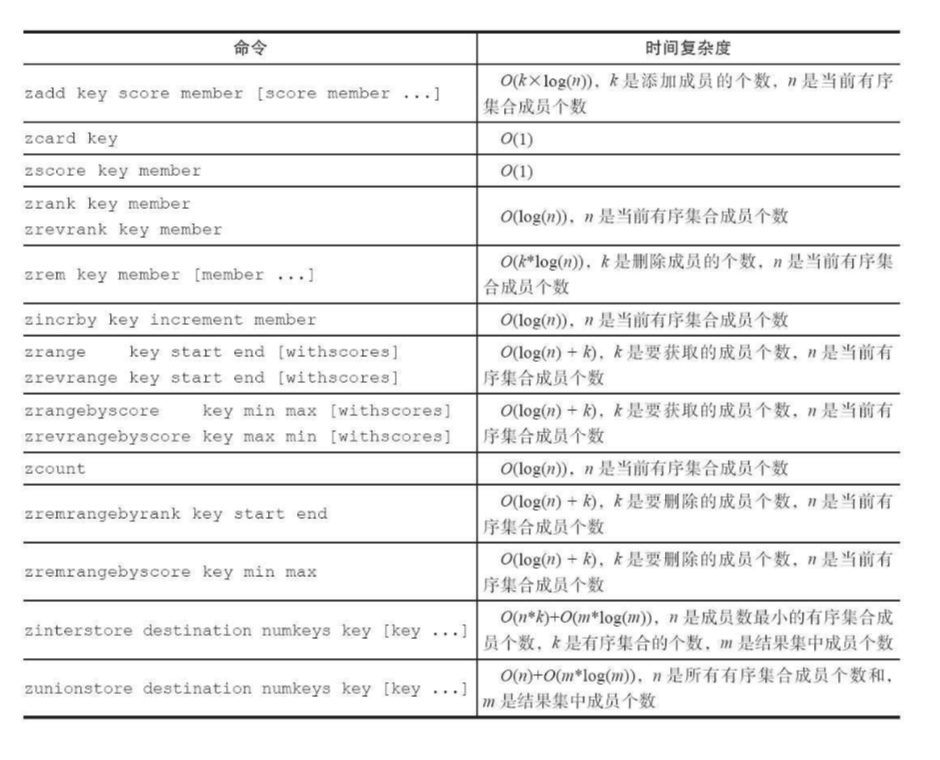 命令 时间复杂度
zadd key score member [score member ...]
O(k×log(n)),k 是添加成员的个数,n 是当前有序
集合成员个数
zcard key
O(1)
zscore key member
O(1)
zrank key member
zrevrank key member
O(log(n)),n 是当前有序集合成员个数
zrem key member [member ...]
O(k*log(n)),k 是删除成员的个数,n 是当前有序集
合成员个数
zincrby key increment member
O(log(n)),n 是当前有序集合成员个数
zrange key start end [withscores]
zrevrange key start end [withscores]
O(log(n) + k),k 是要获取的成员个数,n 是当前有
序集合成员个数
zrangebyscore key min max [withscores]
zrevrangebyscore key max min [withscores]
O(log(n) + k),k 是要获取的成员个数,n 是当前有
序集合成员个数
zcount
O(log(n)),n 是当前有序集合成员个数
zremrangebyrank key start end
O(log(n) + k),k 是要删除的成员个数,n 是当前有
序集合成员个数
zremrangebyscore key min max
O(log(n) + k),k 是要删除的成员个数,n 是当前有
序集合成员个数
zinterstore destination numkeys key [key ...]
O(n*k)+O(m*log(m)),n 是成员数最小的有序集合成
员个数,k 是有序集合的个数,m 是结果集中成员个数
zunionstore destination numkeys key [key ...]
O(n)+O(m*log(m)),n 是所有有序集合成员个数和,
m 是结果集中成员个数